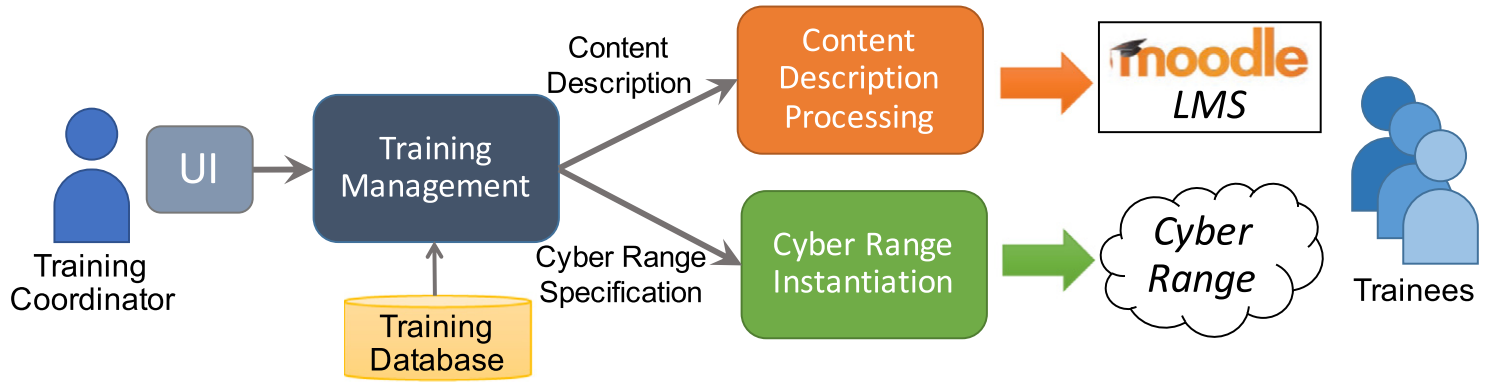 Training
Coordinator
UI
Training
Management
Training
Database
Content
Description
Cyber Range
Specification
Content
Description
Processing
Cyber Range
Instantiation
moodle
LMS
Cyber
Range
Trainees